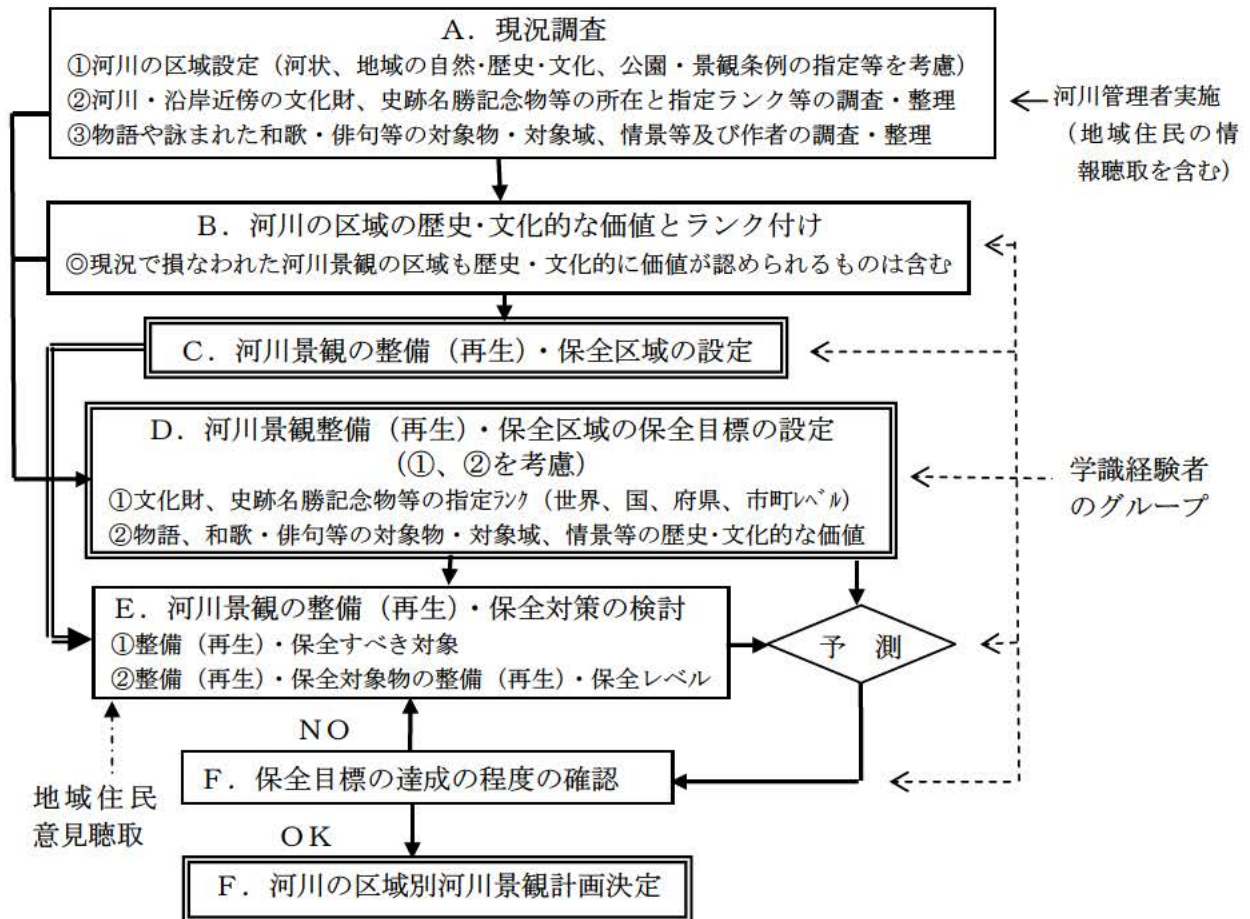 A．現況調査
①河川の区域設定（河状、地域の自然･歴史･文化、公園・景観条例の指定等を考慮）
②河川・沿岸近傍の文化財、史跡名勝記念物等の所在と指定ランク等の調査・整理
③物語や詠まれた和歌・俳句等の対象物・対象域、情景等及び作者の調査・整理
河川管理者実施
（地域住民の情
報聴取を含む）
B．河川の区域の歴史･文化的な価値とランク付け
◎現況で損なわれた河川景観の区域も歴史・文化的に価値が認められるものは含む
C．河川景観の整備（再生）・保全区域の設定
D．河川景観整備（再生）・保全区域の保全目標の設定
（①、②を考慮）
①文化財、史跡名勝記念物等の指定ﾗﾝｸ（世界、国、府県、市町ﾚﾍﾞﾙ）
②物語、和歌・俳句等の対象物・対象域、情景等の歴史･文化的な価値
学識経験者
のグループ
E．河川景観の整備（再生）・保全対策の検討
①整備（再生）・保全すべき対象
②整備（再生）・保全対象物の整備（再生）・保全レベル
予　測
NO
F．保全目標の達成の程度の確認
地域住民
意見聴取
OK
F．河川の区域別河川景観計画決定